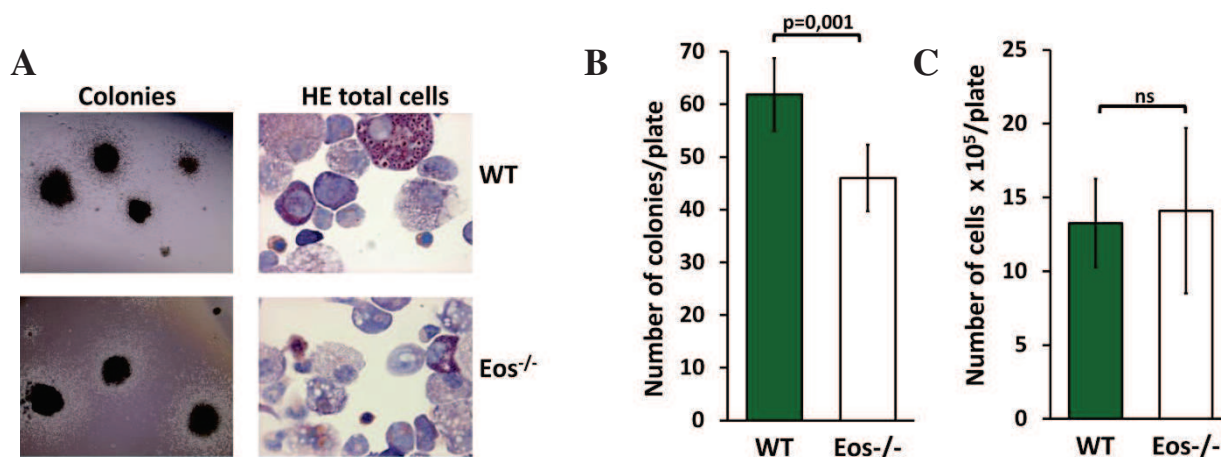 A
Colonies
HE total cells
WT
Eos-/-
B
p=0,001
Number of colonies/plate
70
60
50
40
30
20
10
0
WT
Eos-/-
C
ns
Number of cells x 10⁵/plate
25
20
15
10
5
0
WT
Eos-/-